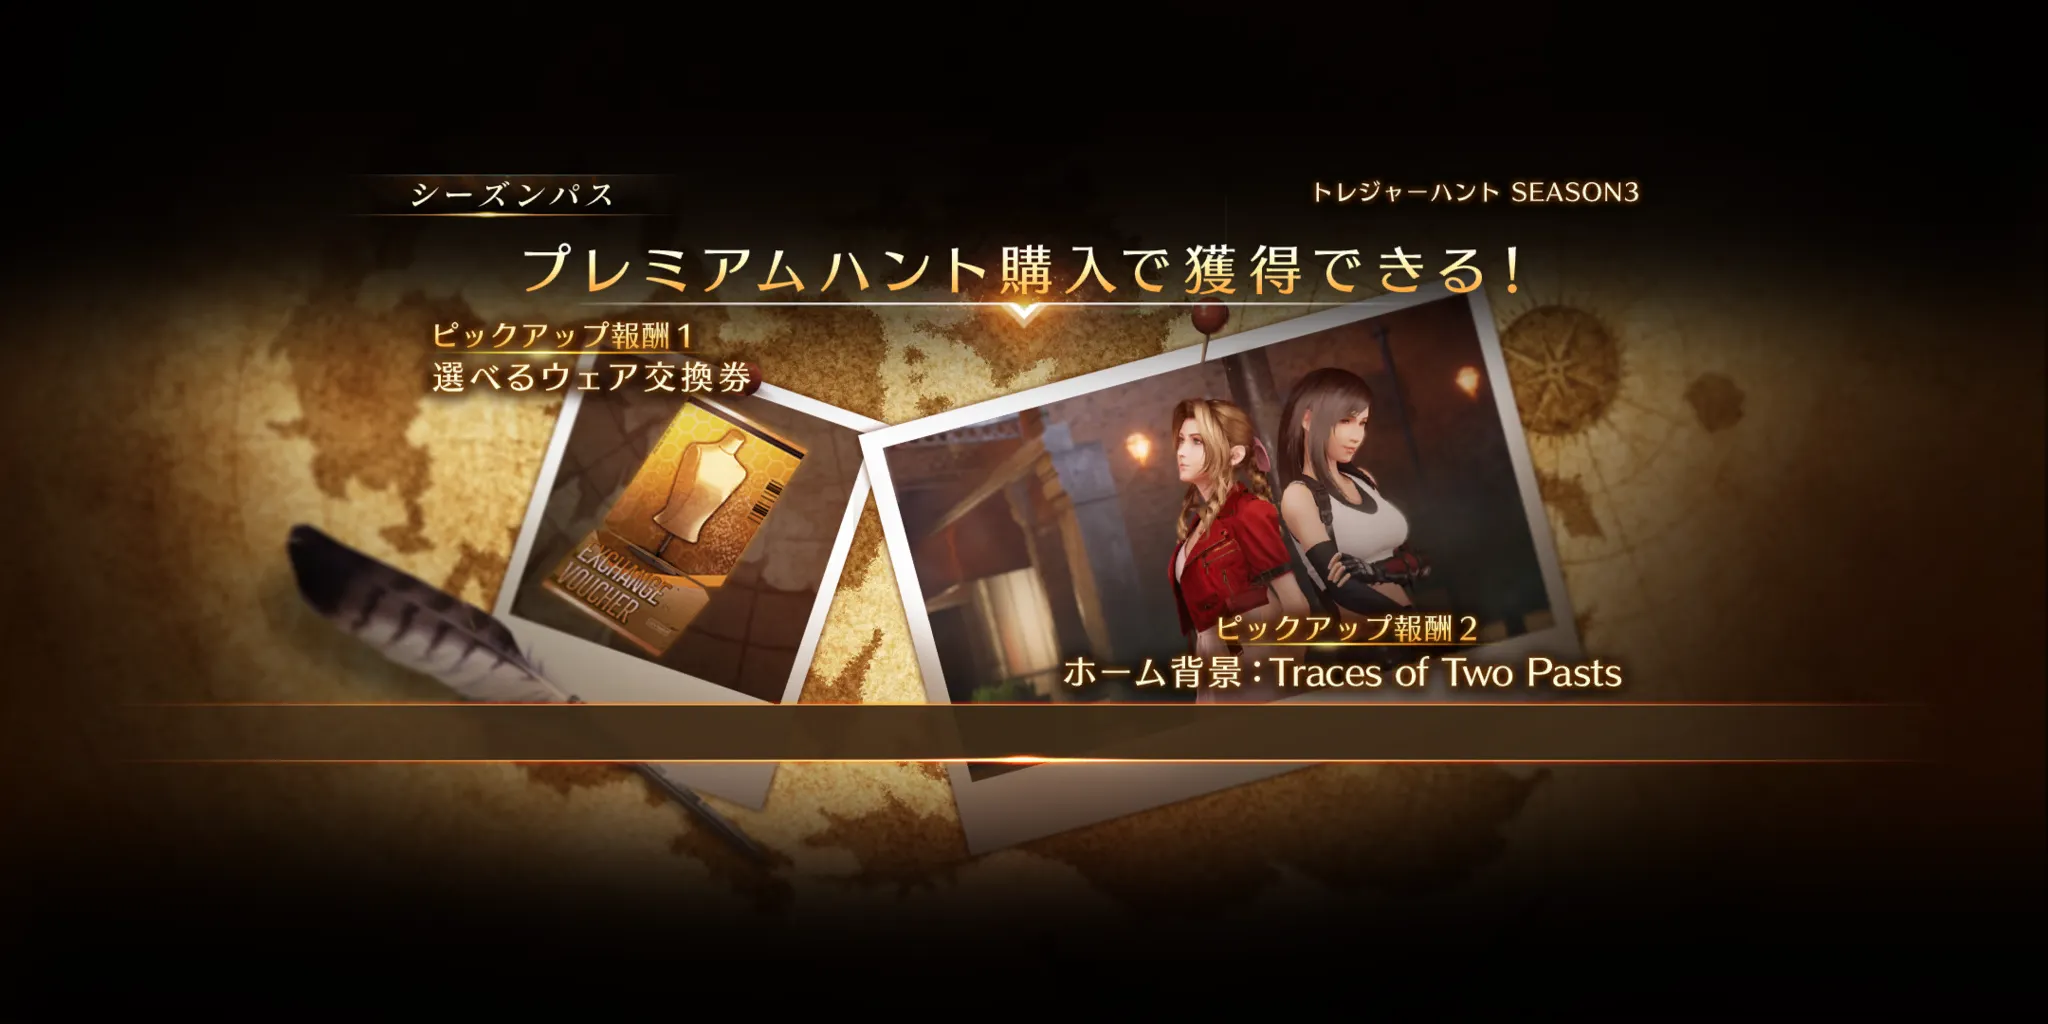 シーズンパス
トレジャーハント SEASON3
プレミアムハント購入で獲得できる！
ピックアップ報酬1
選べるウェア交換券
EXCHANGE
VOUCHER
ピックアップ報酬2
ホーム背景：Traces of Two Pasts